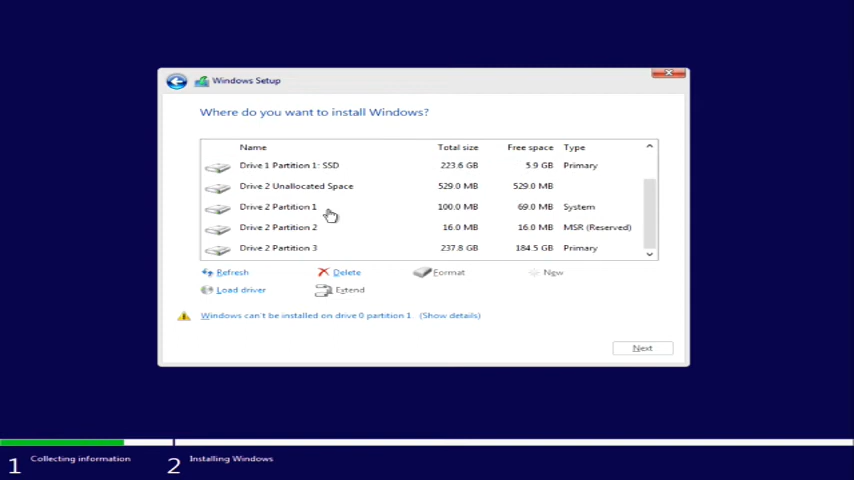 Windows Setup
Where do you want to install Windows?
Name Total size Free space Type
Drive 1 Partition 1: SSD 223.6 GB 5.9 GB Primary
Drive 2 Unallocated Space 529.0 MB 529.0 MB
Drive 2 Partition 1 100.0 MB 69.0 MB System
Drive 2 Partition 2 16.0 MB 16.0 MB MSR (Reserved)
Drive 2 Partition 3 237.8 GB 184.5 GB Primary
Refresh Delete Format New
Load driver Extend
Windows can't be installed on drive 0 partition 1 (Show details)
Next
1 Collecting information 2 Installing Windows